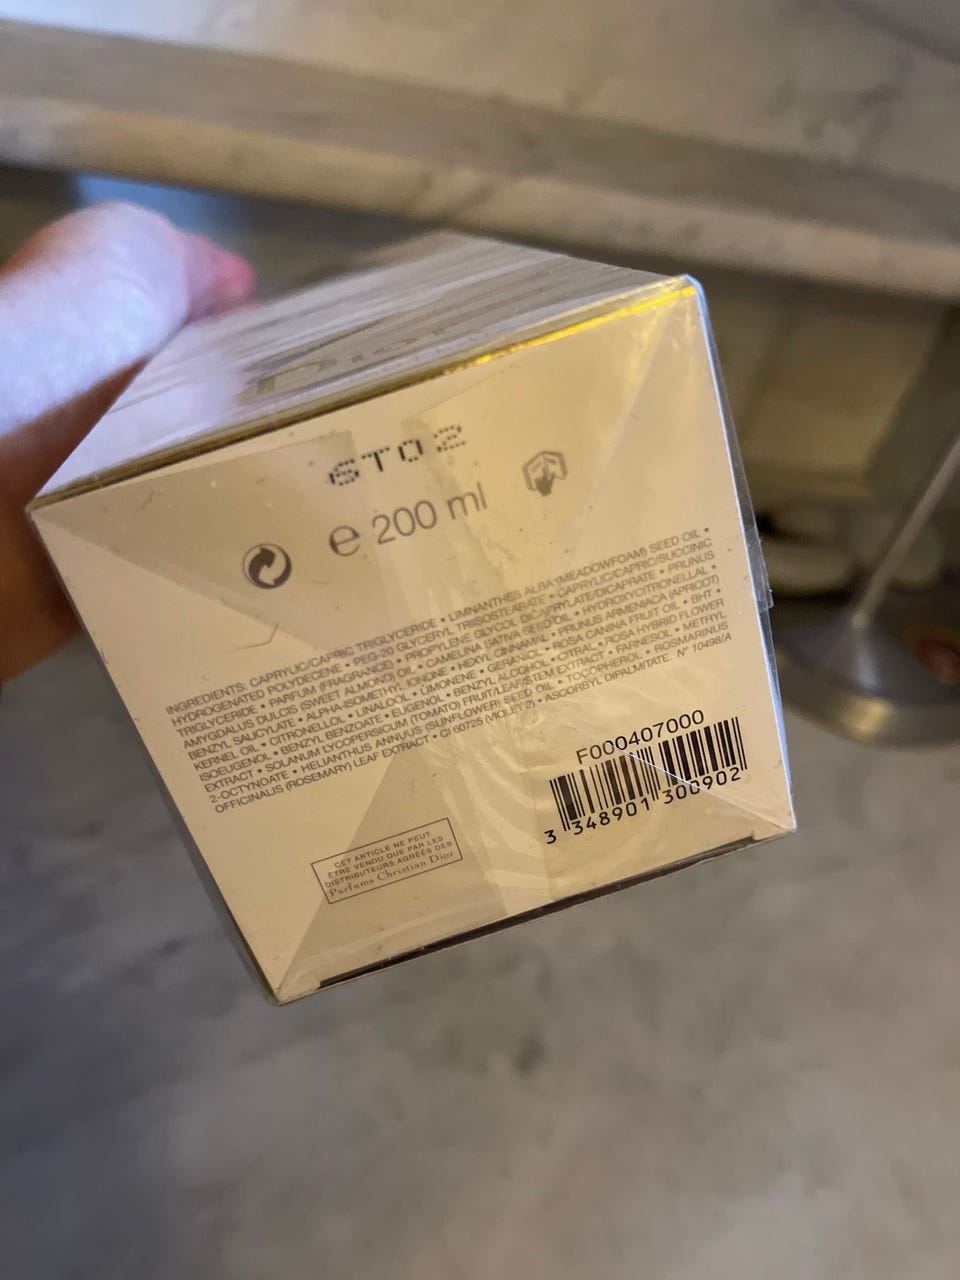 Dior
6T02
e 200 ml
INGREDIENTS: CAPRYLIC/CAPRIC TRIGLYCERIDE • LIMNANTHES ALBA (MEADOWFOAM) SEED OIL •
HYDROGENATED POLYDECENE • PEG-20 GLYCERYL TRIISOSTEARATE • CAPRYLIC/CAPRIC/SUCCINIC
TRIGLYCERIDE • PARFUM (FRAGRANCE) • PROPYLENE GLYCOL DICAPRYLATE/DICAPRATE • PRUNUS
AMYGDALUS DULCIS (SWEET ALMOND) OIL • CAMELINA SATIVA SEED OIL • HYDROXYCITRONELLAL •
BENZYL SALICYLATE • ALPHA-ISOMETHYL IONONE • HEXYL CINNAMAL • PRUNUS ARMENIACA (APRICOT)
KERNEL OIL • CITRONELLOL • LINALOOL • LIMONENE • GERANIOL • ROSA CANINA FRUIT OIL • BHT •
ISOEUGENOL • BENZYL BENZOATE • EUGENOL • BENZYL ALCOHOL • CITRAL • ROSA HYBRID FLOWER
EXTRACT • SOLANUM LYCOPERSICUM (TOMATO) FRUIT/LEAF/STEM EXTRACT • FARNESOL • METHYL
2-OCTYNOATE • HELIANTHUS ANNUUS (SUNFLOWER) SEED OIL • TOCOPHEROL • ROSMARINUS
OFFICINALIS (ROSEMARY) LEAF EXTRACT • CI 60725 (VIOLET 2) • ASCORBYL DIPALMITATE. N° 10498/A
F000407000
3 348901 300902
CET ARTICLE NE PEUT
ÊTRE VENDU QUE PAR LES
DISTRIBUTEURS AGRÉÉS DES
Parfums Christian Dior